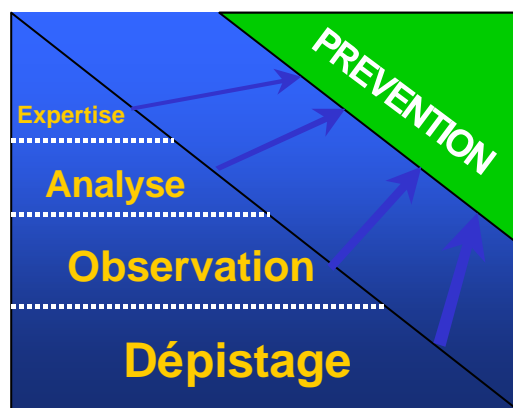 PREVENTION
Expertise
Analyse
Observation
Dépistage